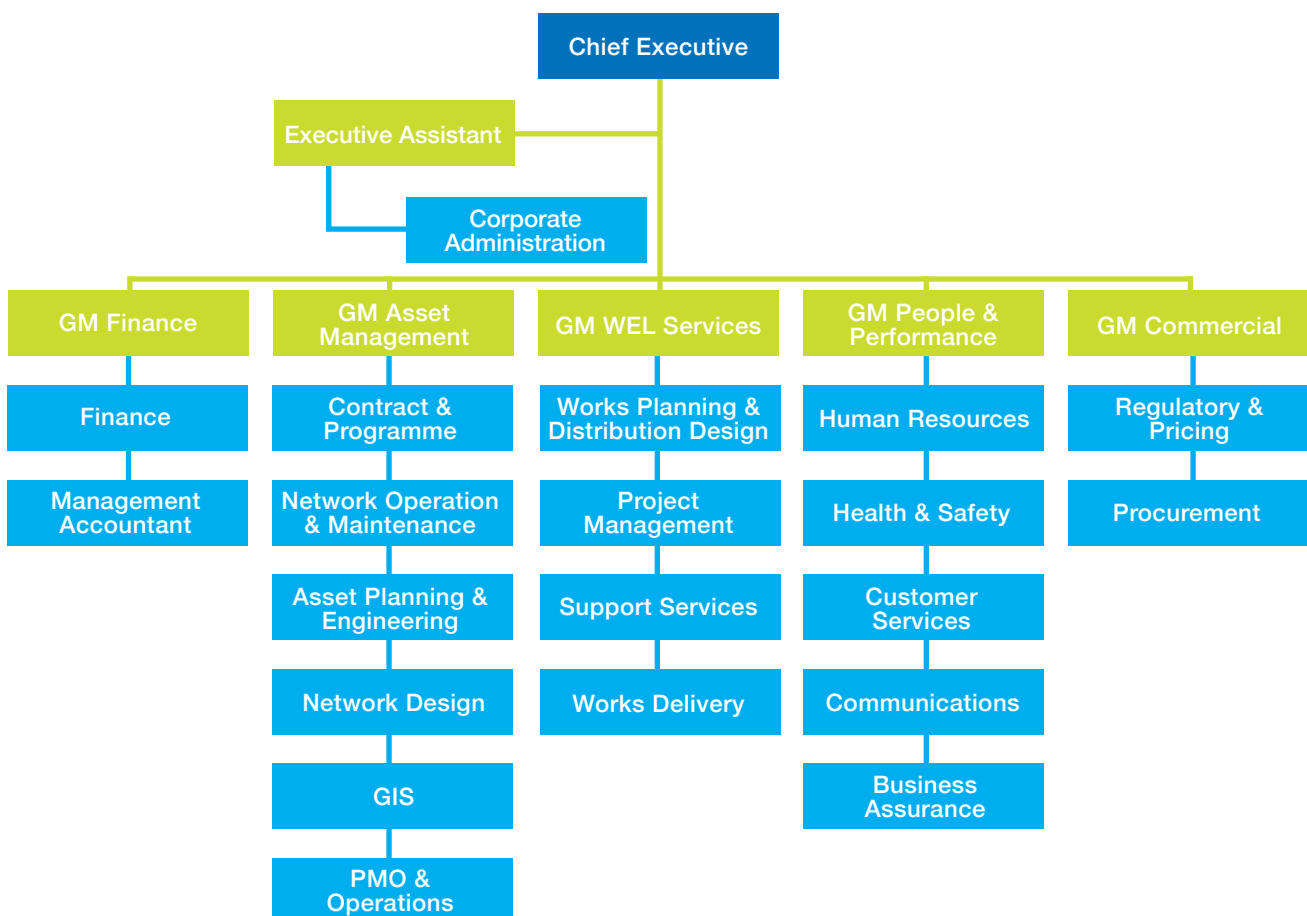 Chief Executive
Executive Assistant
Corporate
Administration
GM Finance
GM Asset
Management
GM WEL Services
GM People &
Performance
GM Commercial
Finance
Contract &
Programme
Works Planning &
Distribution Design
Human Resources
Regulatory &
Pricing
Management
Accountant
Network Operation
& Maintenance
Project
Management
Health & Safety
Procurement
Asset Planning &
Engineering
Support Services
Customer
Services
Network Design
Works Delivery
Communications
GIS
Business
Assurance
PMO &
Operations